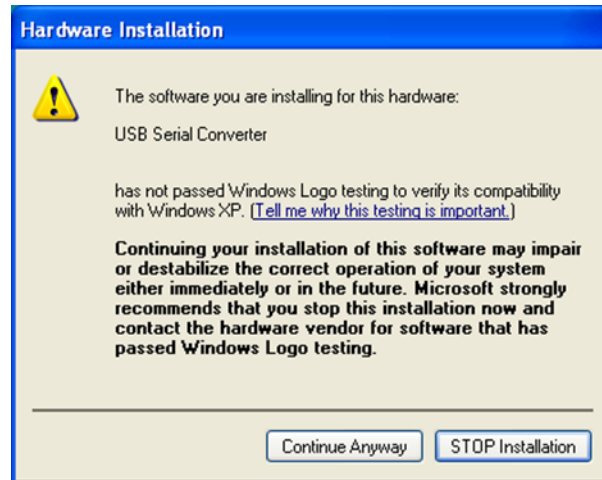 Hardware Installation
The software you are installing for this hardware:
USB Serial Converter
has not passed Windows Logo testing to verify its compatibility
with Windows XP. (Tell me why this testing is important.)
Continuing your installation of this software may impair
or destabilize the correct operation of your system
either immediately or in the future. Microsoft strongly
recommends that you stop this installation now and
contact the hardware vendor for software that has
passed Windows Logo testing.
Continue Anyway
STOP Installation